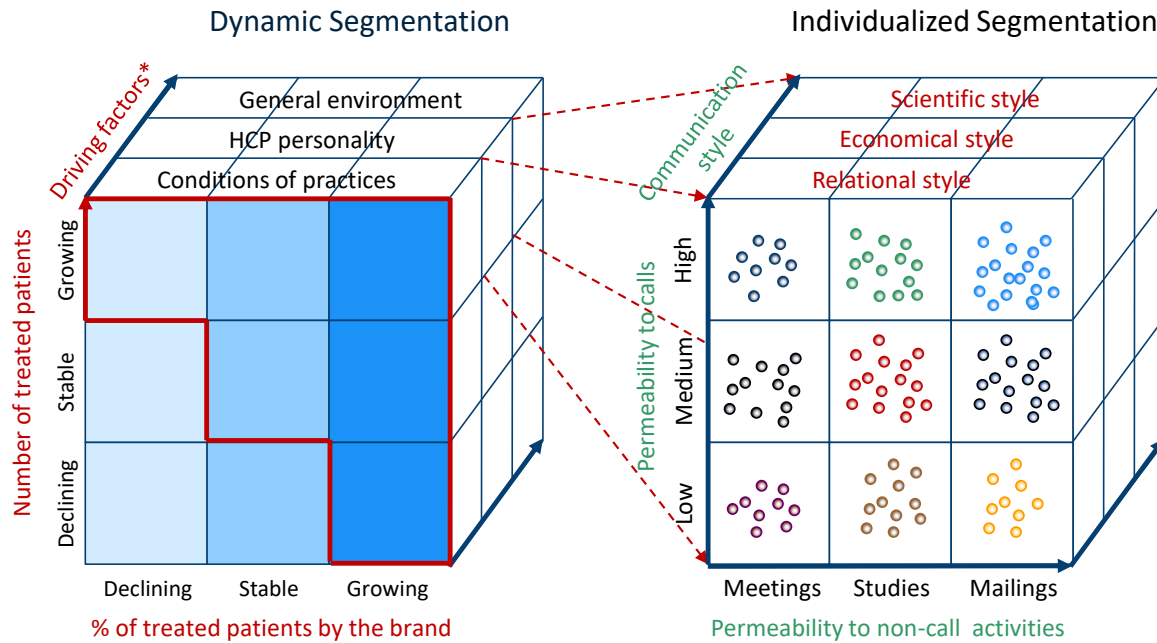 Dynamic Segmentation
Individualized Segmentation
Driving factors*
General environment
HCP personality
Conditions of practices
Number of treated patients
Growing
Stable
Declining
Declining
Stable
Growing
% of treated patients by the brand
Communication
style
Scientific style
Economical style
Relational style
Permeability to calls
High
Medium
Low
Meetings
Studies
Mailings
Permeability to non-call activities